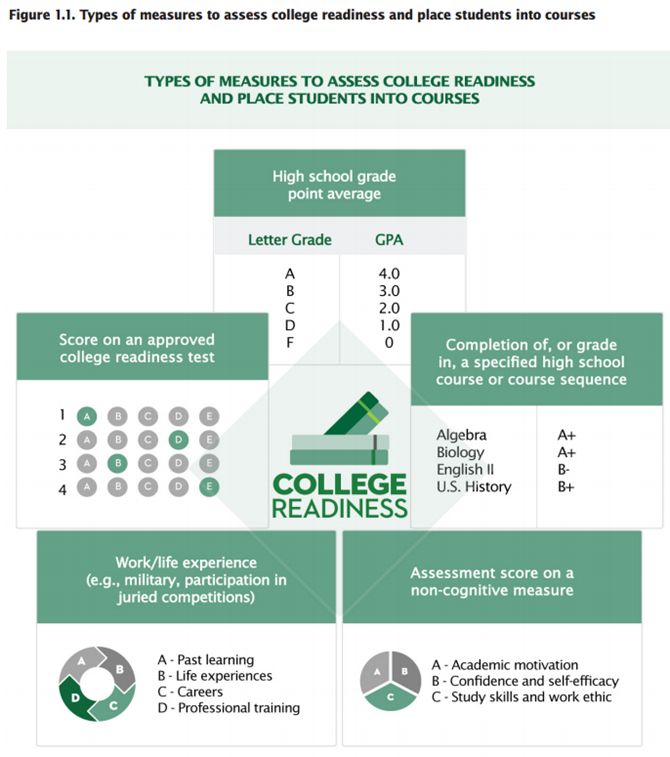 Figure 1.1. Types of measures to assess college readiness and place students into courses
TYPES OF MEASURES TO ASSESS COLLEGE READINESS
AND PLACE STUDENTS INTO COURSES
High school grade
point average
Letter Grade GPA
A 4.0
B 3.0
C 2.0
D 1.0
F 0
Score on an approved
college readiness test
1 A B C D E
2 A B C D E
3 A B C D E
4 A B C D E
Completion of, or grade
in, a specified high school
course or course sequence
Algebra A+
Biology A+
English II B-
U.S. History B+
COLLEGE
READINESS
Work/life experience
(e.g., military, participation in
juried competitions)
A B C D
A - Past learning
B - Life experiences
C - Careers
D - Professional training
Assessment score on a
non-cognitive measure
A B C
A - Academic motivation
B - Confidence and self-efficacy
C - Study skills and work ethic